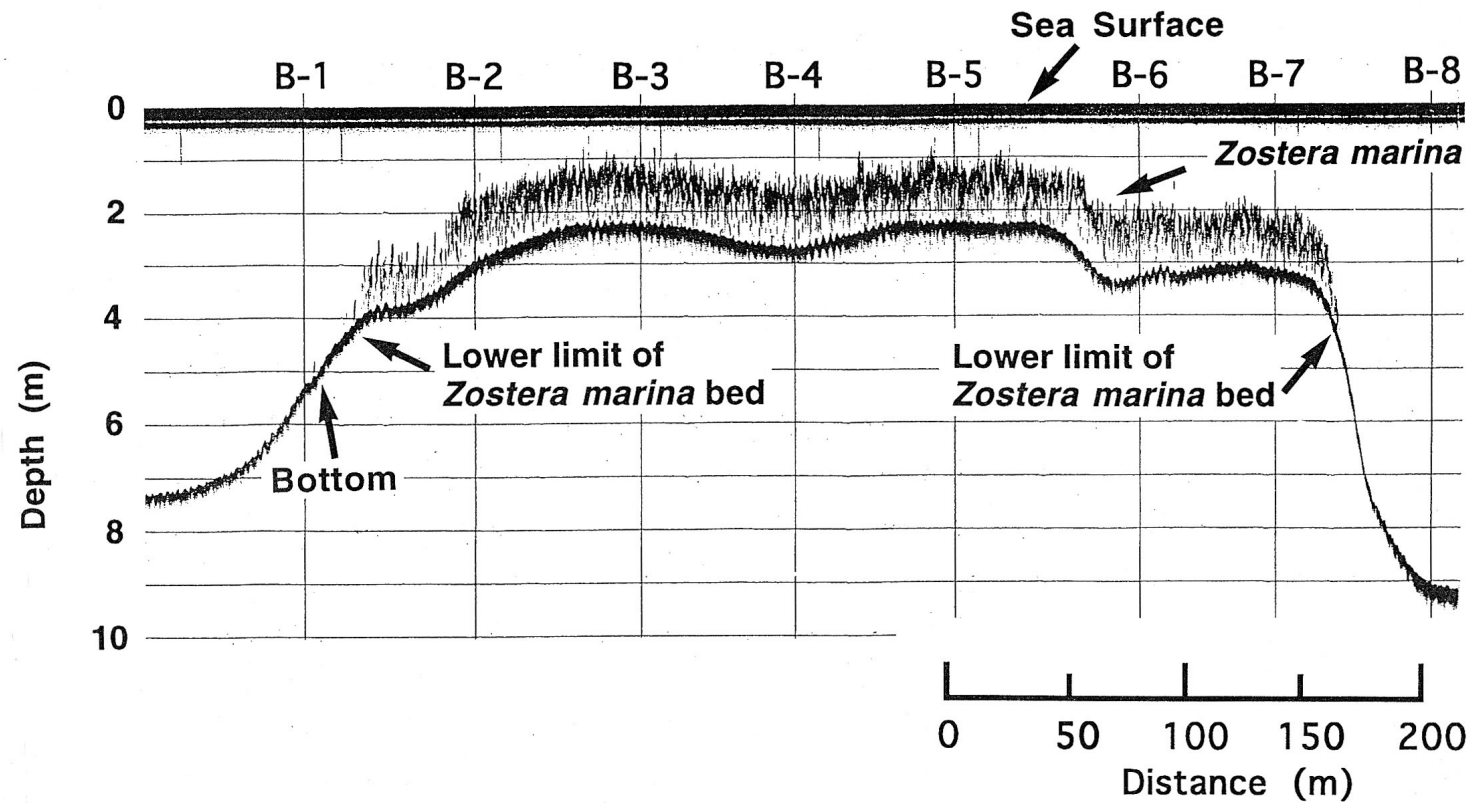 Sea Surface
B-1 B-2 B-3 B-4 B-5 B-6 B-7 B-8
0
Zostera marina
2
4
Lower limit of
Zostera marina bed
Lower limit of
Zostera marina bed
6
Bottom
8
10
Depth (m)
0 50 100 150 200
Distance (m)